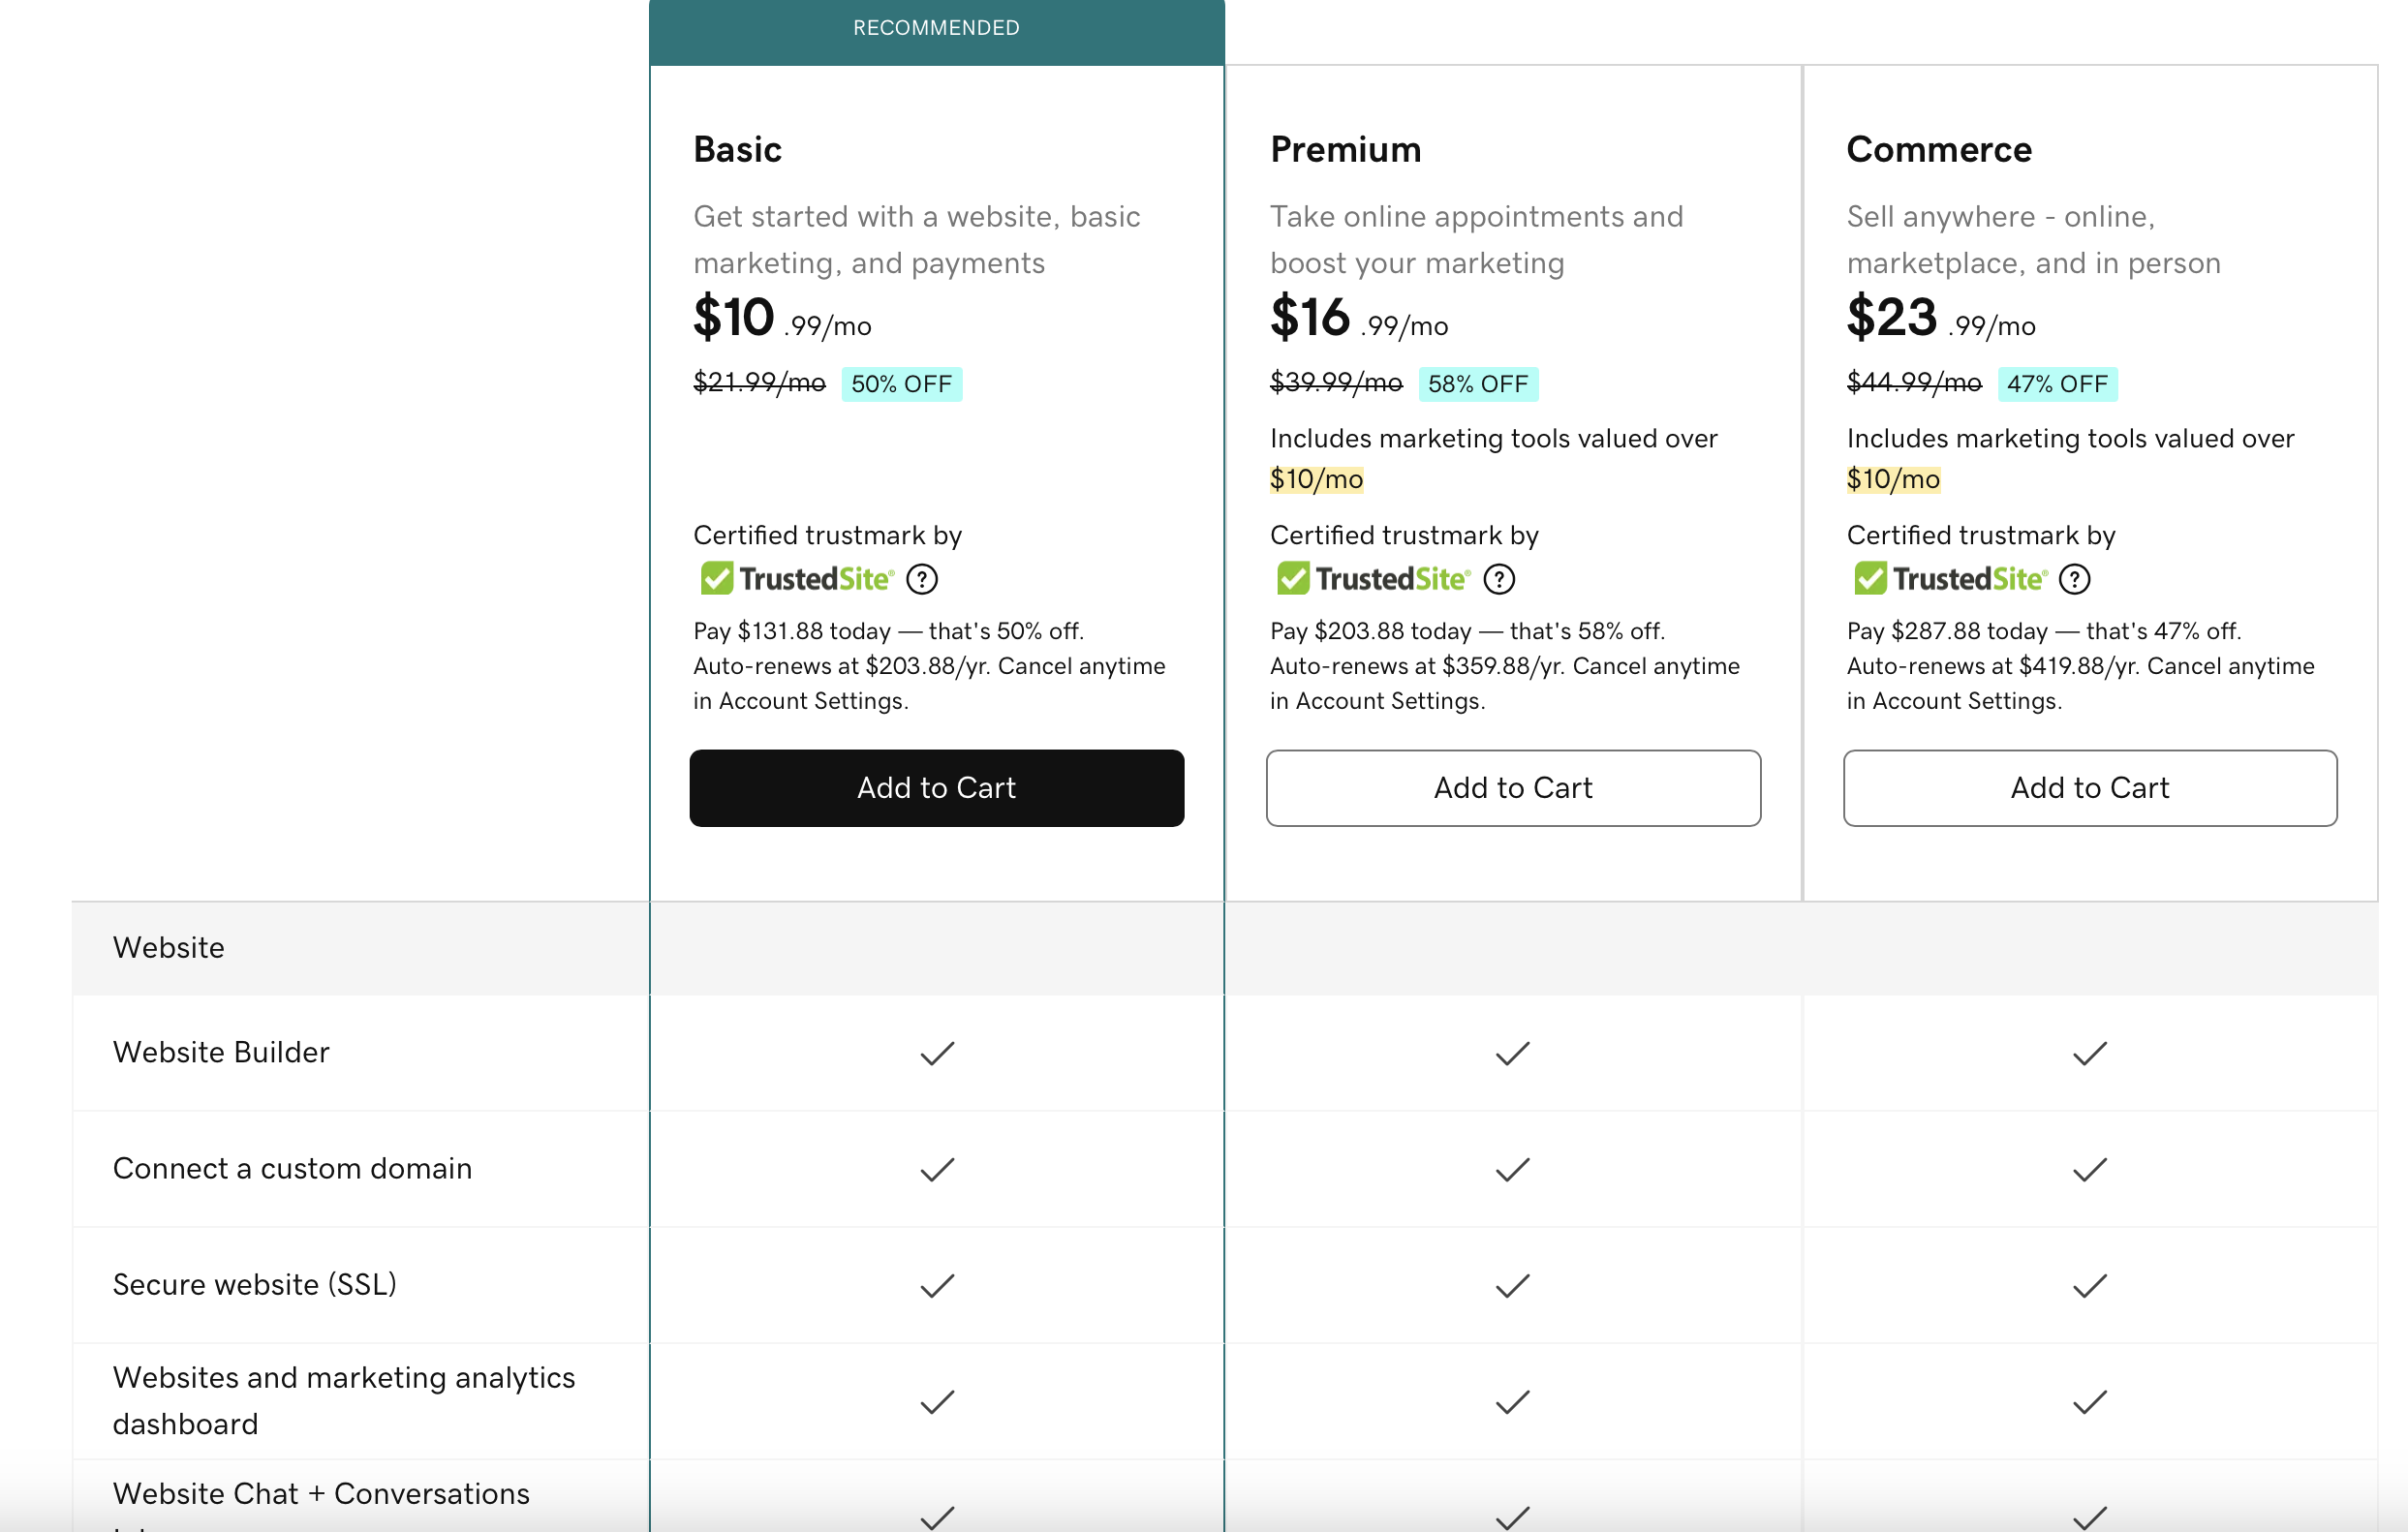 RECOMMENDED
Basic
Get started with a website, basic
marketing, and payments
$10 .99/mo
$21.99/mo 50% OFF
Certified trustmark by
TrustedSite® ?
Pay $131.88 today — that's 50% off.
Auto-renews at $203.88/yr. Cancel anytime
in Account Settings.
Add to Cart
Premium
Take online appointments and
boost your marketing
$16 .99/mo
$39.99/mo 58% OFF
Includes marketing tools valued over
$10/mo
Certified trustmark by
TrustedSite® ?
Pay $203.88 today — that's 58% off.
Auto-renews at $359.88/yr. Cancel anytime
in Account Settings.
Add to Cart
Commerce
Sell anywhere - online,
marketplace, and in person
$23 .99/mo
$44.99/mo 47% OFF
Includes marketing tools valued over
$10/mo
Certified trustmark by
TrustedSite® ?
Pay $287.88 today — that's 47% off.
Auto-renews at $419.88/yr. Cancel anytime
in Account Settings.
Add to Cart
Website
Website Builder
Connect a custom domain
Secure website (SSL)
Websites and marketing analytics
dashboard
Website Chat + Conversations